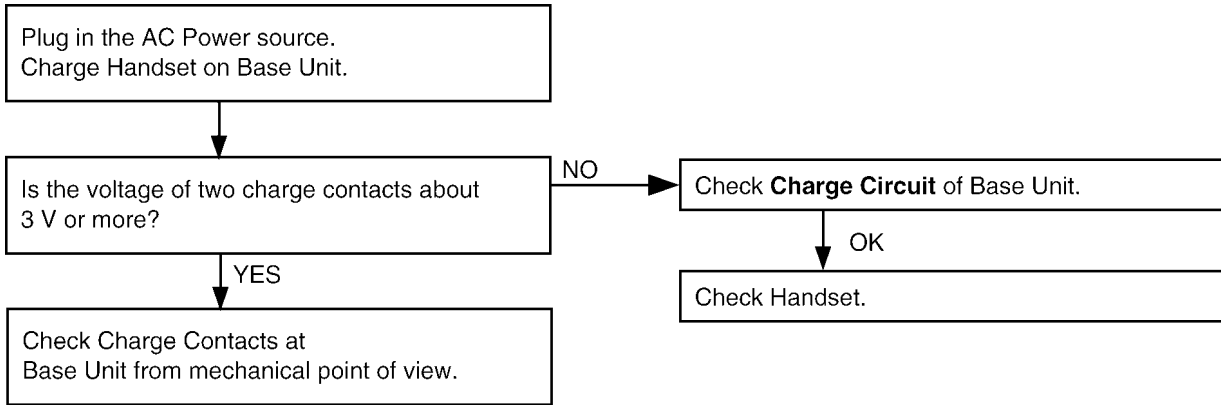 Plug in the AC Power source.
Charge Handset on Base Unit.
Is the voltage of two charge contacts about
3 V or more?
NO
Check Charge Circuit of Base Unit.
OK
Check Handset.
YES
Check Charge Contacts at
Base Unit from mechanical point of view.